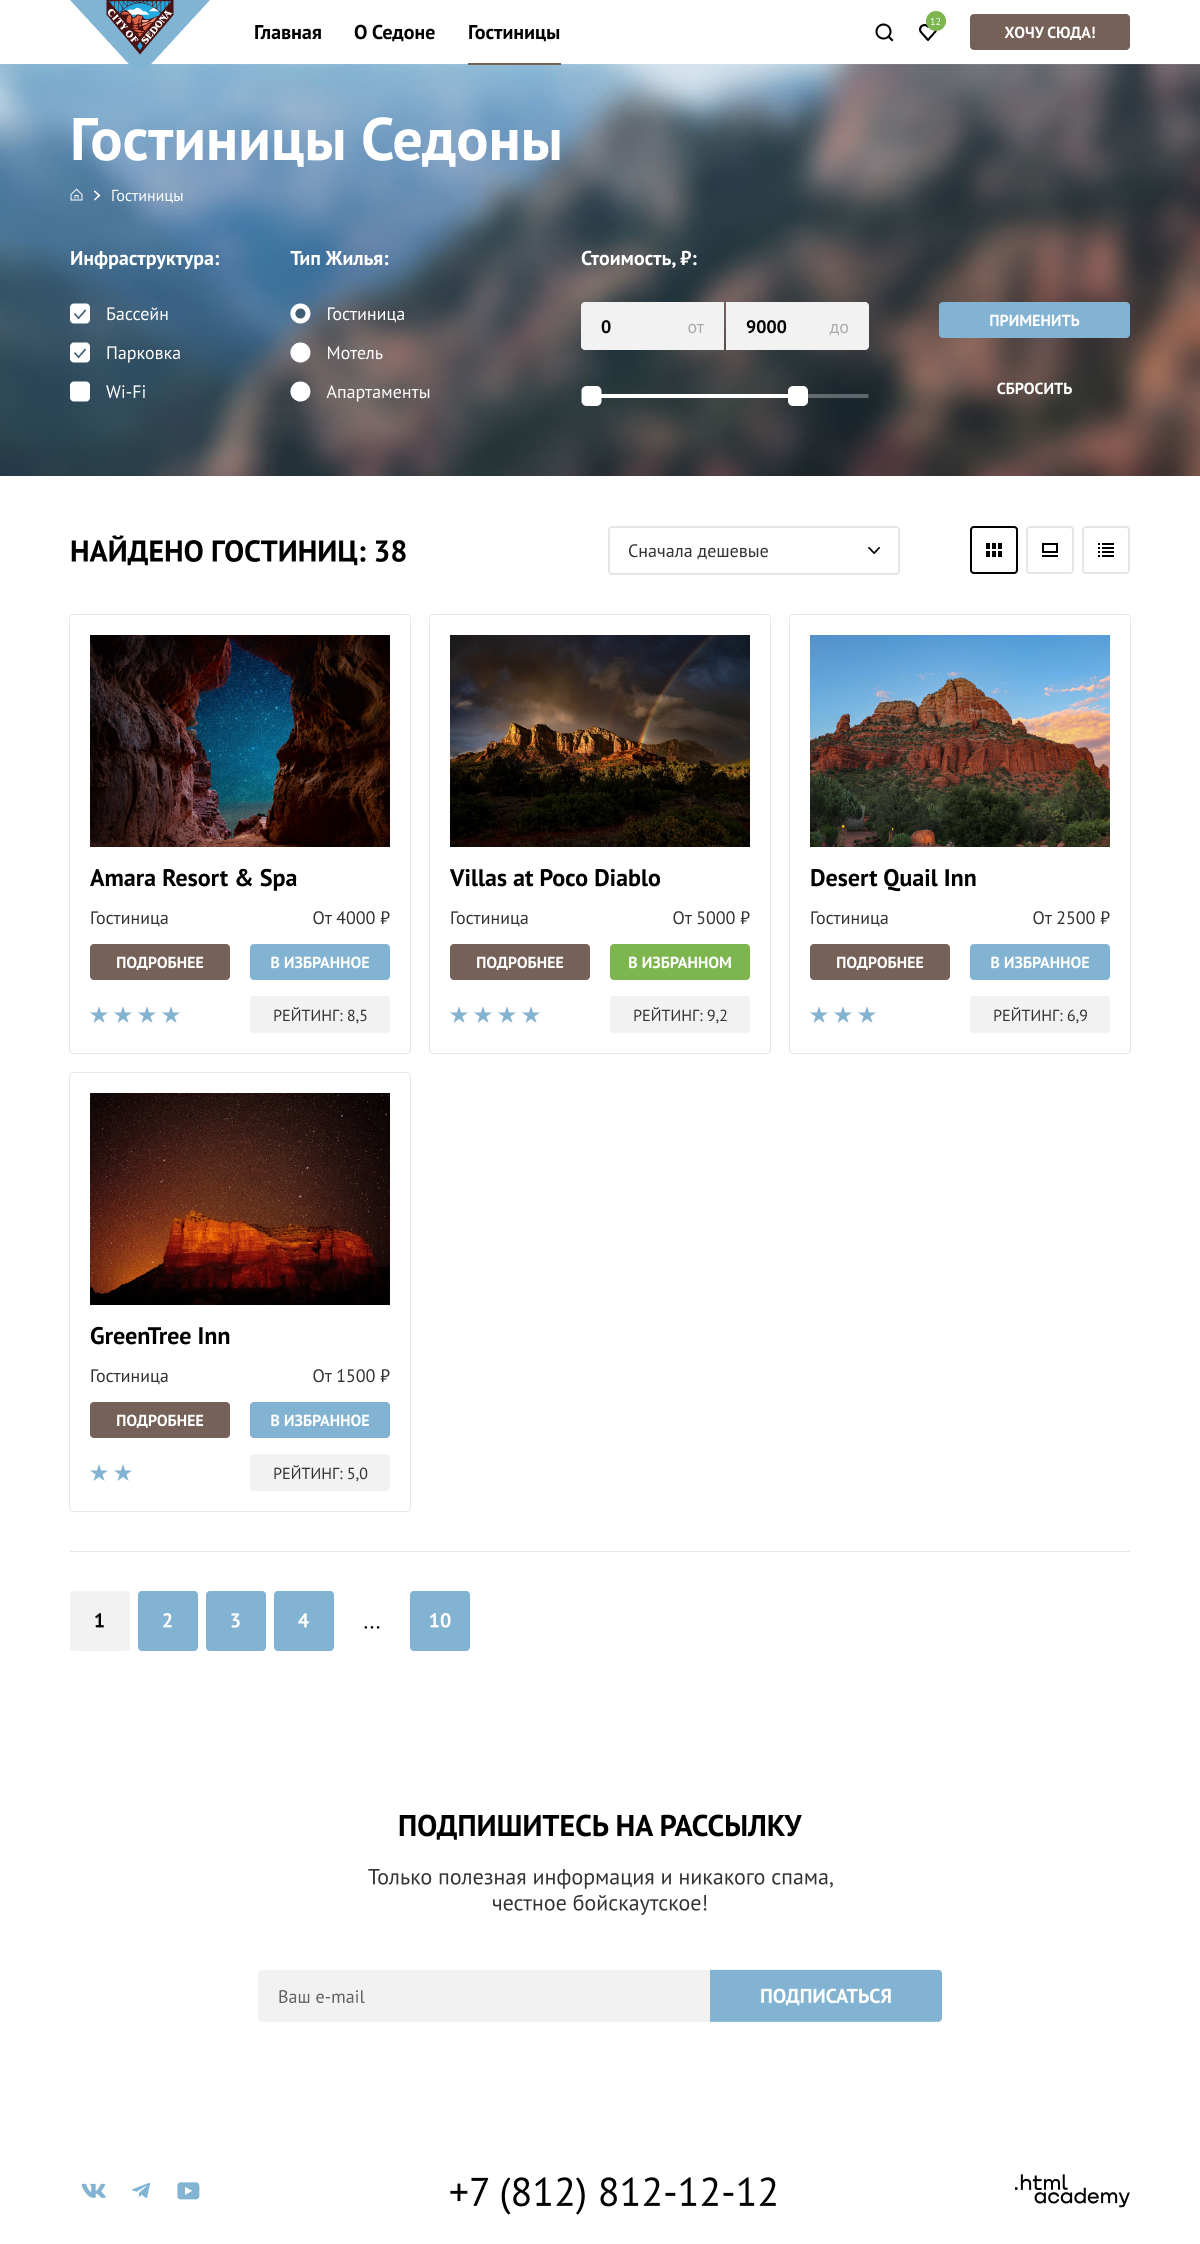 CITY OF SEDONA
Главная О Седоне Гостиницы
12
ХОЧУ СЮДА!
Гостиницы Седоны
Гостиницы
Инфраструктура:
Бассейн
Парковка
Wi-Fi
Тип Жилья:
Гостиница
Мотель
Апартаменты
Стоимость, ₽:
0 от 9000 до
ПРИМЕНИТЬ
СБРОСИТЬ
НАЙДЕНО ГОСТИНИЦ: 38
Сначала дешевые
Amara Resort & Spa
Гостиница От 4000 ₽
ПОДРОБНЕЕ В ИЗБРАННОЕ
РЕЙТИНГ: 8,5
Villas at Poco Diablo
Гостиница От 5000 ₽
ПОДРОБНЕЕ В ИЗБРАННОМ
РЕЙТИНГ: 9,2
Desert Quail Inn
Гостиница От 2500 ₽
ПОДРОБНЕЕ В ИЗБРАННОЕ
РЕЙТИНГ: 6,9
GreenTree Inn
Гостиница От 1500 ₽
ПОДРОБНЕЕ В ИЗБРАННОЕ
РЕЙТИНГ: 5,0
1 2 3 4 ... 10
ПОДПИШИТЕСЬ НА РАССЫЛКУ
Только полезная информация и никакого спама,
честное бойскаутское!
Ваш e-mail ПОДПИСАТЬСЯ
+7 (812) 812-12-12
.html
academy